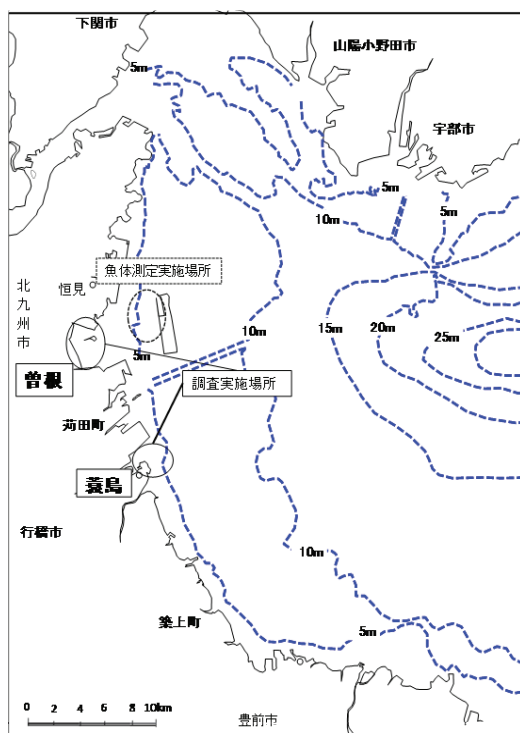 下関市
山陽小野田市
5m
宇部市
5m
5m
10m
魚体測定実施場所
恒見
北九州市
10m
15m
20m
25m
5m
曽根
調査実施場所
苅田町
蓑島
行橋市
10m
築上町
5m
0 2 4 6 8 10km
豊前市